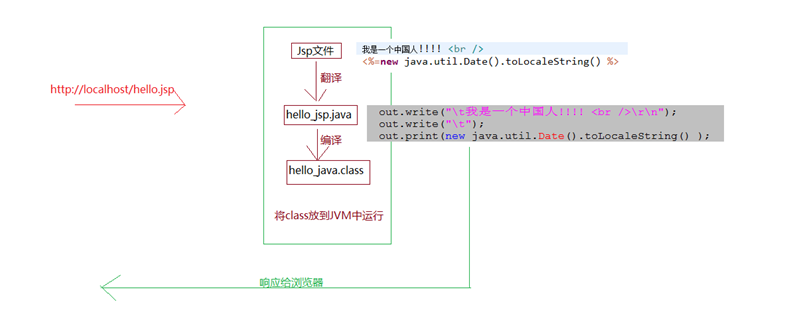 Jsp文件
我是一个中国人!!!! <br />
<%=new java.util.Date().toLocaleString() %>
翻译
http://localhost/hello.jsp
hello_jsp.java
out.write("\t我是一个中国人!!!! <br />\r\n");
out.write("\t");
out.print(new java.util.Date().toLocaleString() );
编译
hello_java.class
将class放到JVM中运行
响应给浏览器